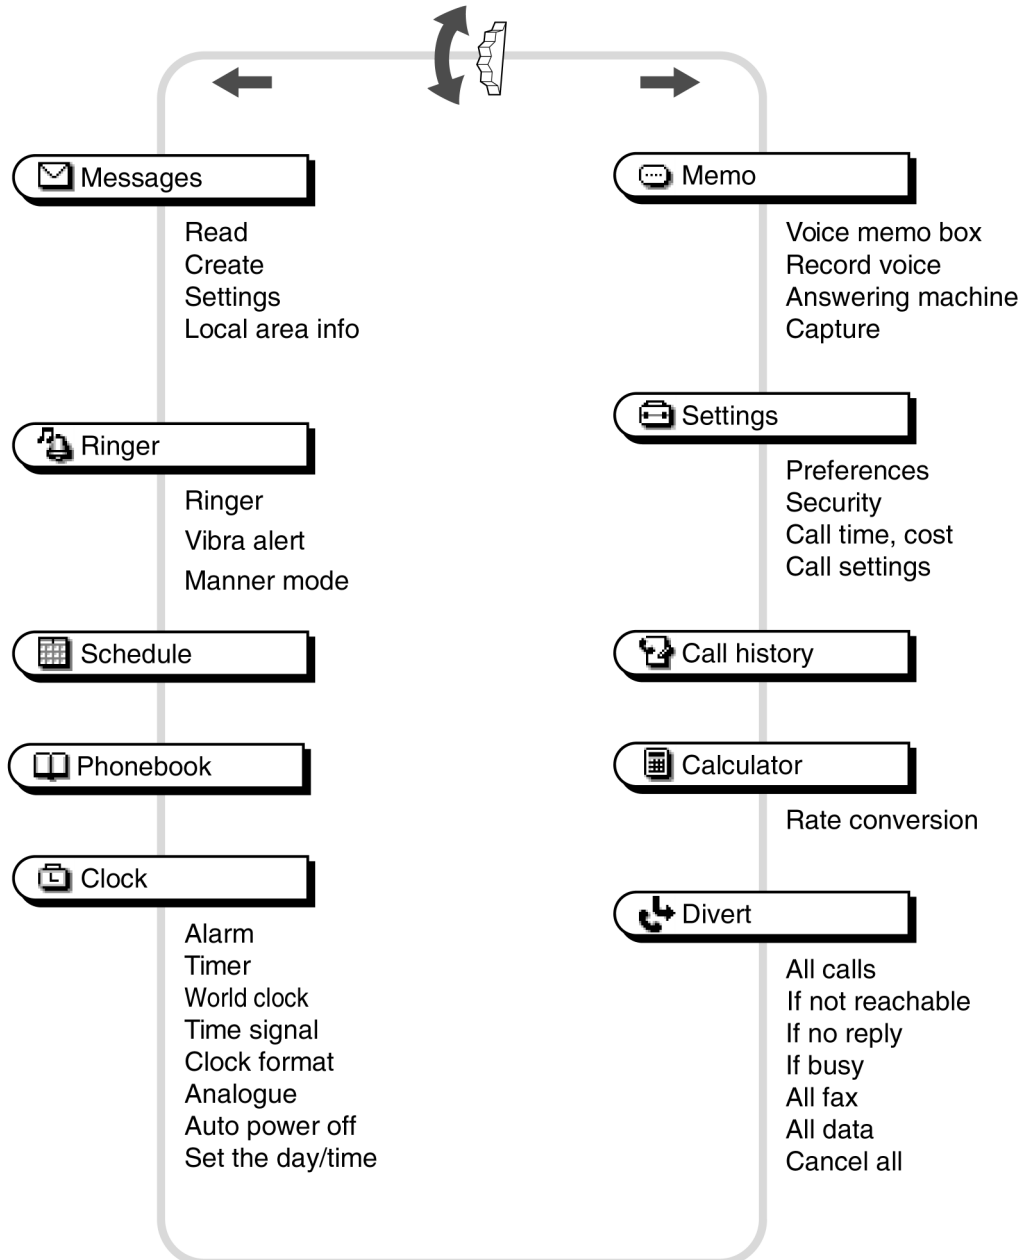 Messages
Read
Create
Settings
Local area info
Ringer
Ringer
Vibra alert
Manner mode
Schedule
Phonebook
Clock
Alarm
Timer
World clock
Time signal
Clock format
Analogue
Auto power off
Set the day/time
Memo
Voice memo box
Record voice
Answering machine
Capture
Settings
Preferences
Security
Call time, cost
Call settings
Call history
Calculator
Rate conversion
Divert
All calls
If not reachable
If no reply
If busy
All fax
All data
Cancel all